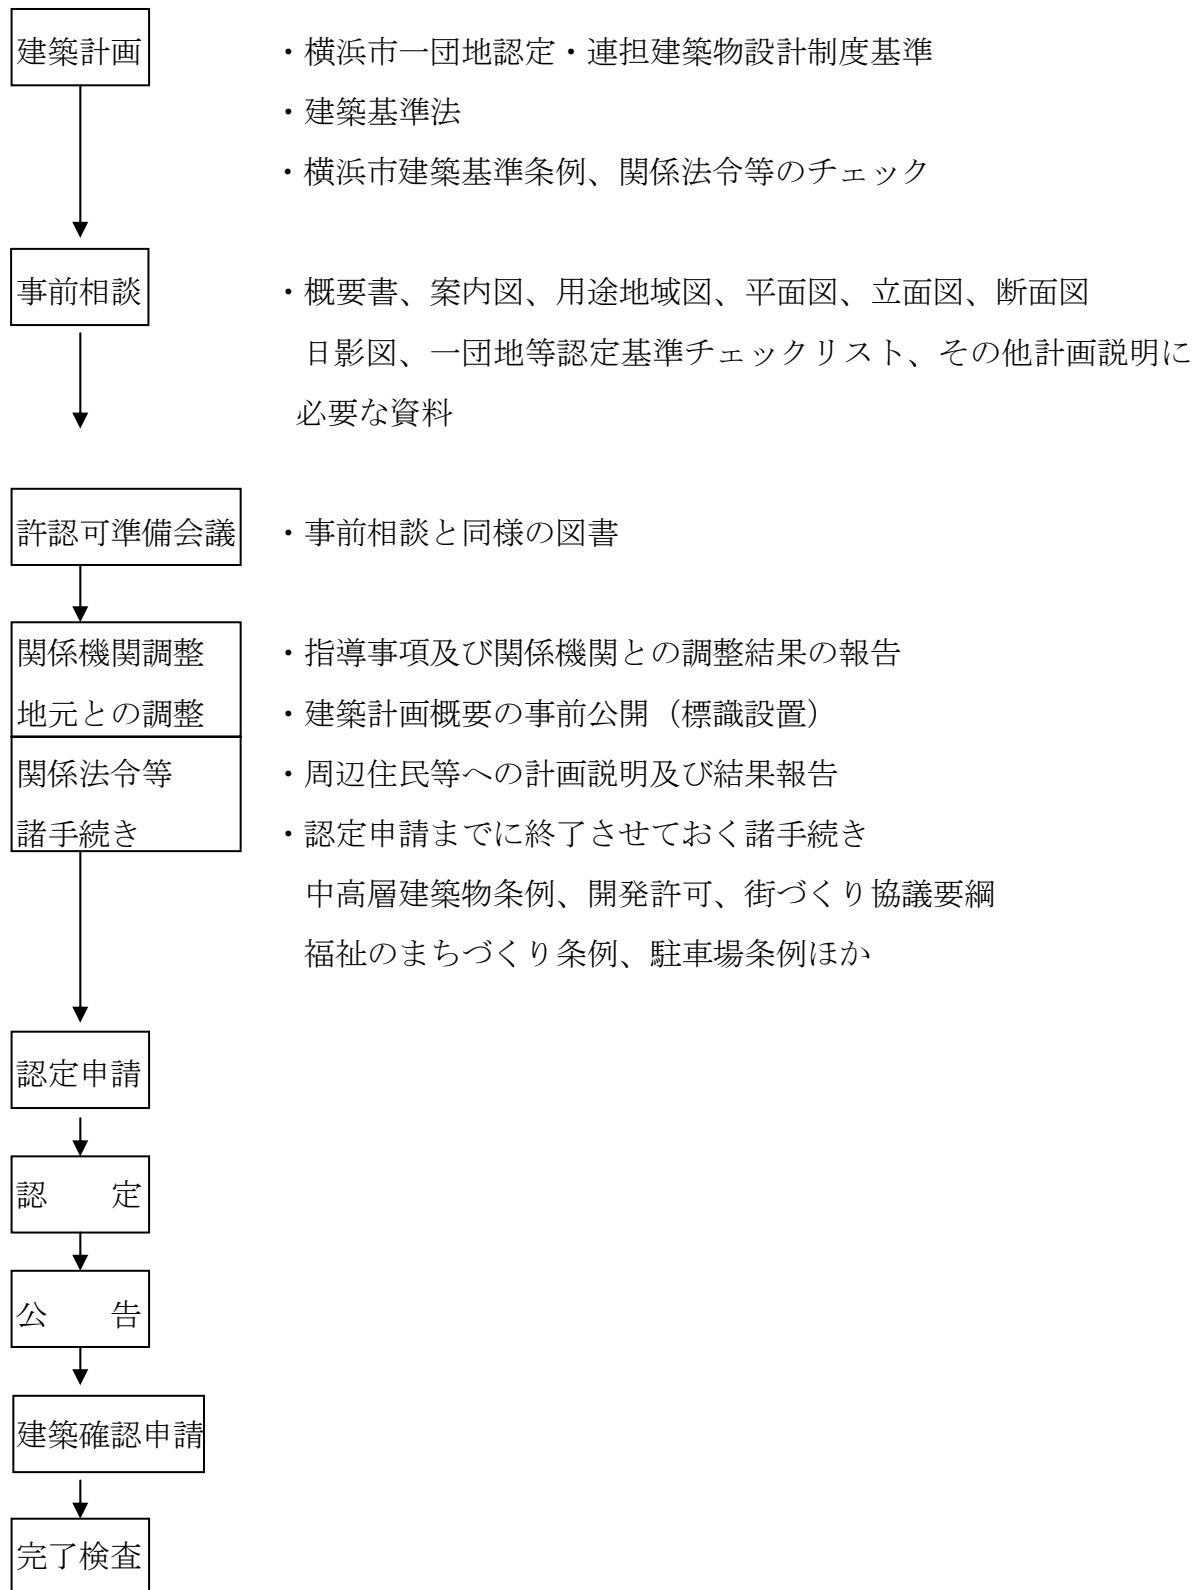 建築計画 ・横浜市一団地認定・連担建築物設計制度基準
・建築基準法
・横浜市建築基準条例、関係法令等のチェック
事前相談 ・概要書、案内図、用途地域図、平面図、立面図、断面図
日影図、一団地等認定基準チェックリスト、その他計画説明に
必要な資料
許認可準備会議 ・事前相談と同様の図書
関係機関調整 ・指導事項及び関係機関との調整結果の報告
地元との調整 ・建築計画概要の事前公開（標識設置）
関係法令等 ・周辺住民等への計画説明及び結果報告
諸手続き ・認定申請までに終了させておく諸手続き
中高層建築物条例、開発許可、街づくり協議要綱
福祉のまちづくり条例、駐車場条例ほか
認定申請
認　　定
公　　告
建築確認申請
完了検査